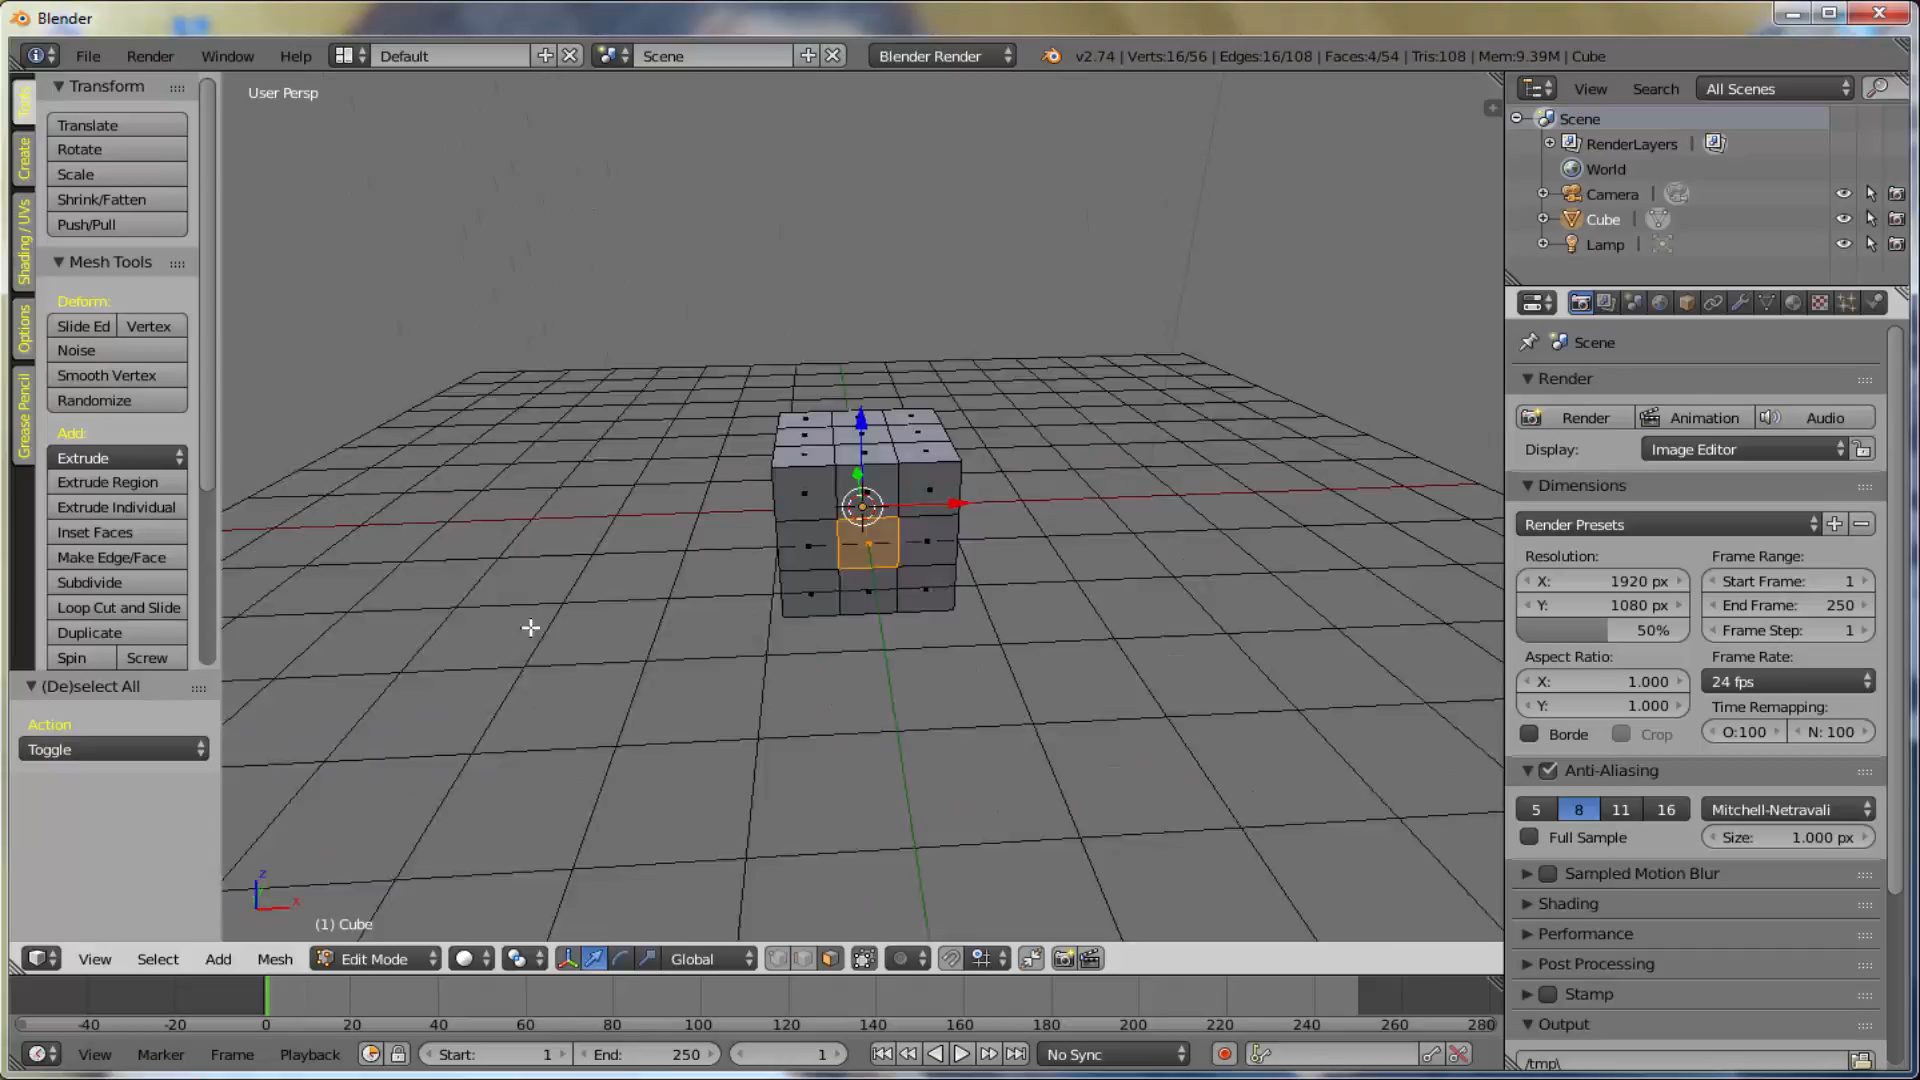 Blender
File Render Window Help Default Scene Blender Render v2.74 | Verts:16/56 | Edges:16/108 | Faces:4/54 | Tris:108 | Mem:9.39M | Cube
Transform
Translate
Rotate
Scale
Shrink/Fatten
Push/Pull
Mesh Tools
Deform:
Slide Ed Vertex
Noise
Smooth Vertex
Randomize
Add:
Extrude
Extrude Region
Extrude Individual
Inset Faces
Make Edge/Face
Subdivide
Loop Cut and Slide
Duplicate
Spin Screw
Tools
Create
Shading / UVs
Options
Grease Pencil
(De)select All
Action
Toggle
User Persp
z
x
(1) Cube
View Select Add Mesh Edit Mode Global
-40 -20 0 20 40 60 80 100 120 140 160 180 200 220 240 260 280
View Marker Frame Playback Start: 1 End: 250 1 No Sync
View Search All Scenes
Scene
RenderLayers |
World
Camera |
Cube |
Lamp |
Scene
Render
Render Animation Audio
Display: Image Editor
Dimensions
Render Presets
Resolution: Frame Range:
X: 1920 px Start Frame: 1
Y: 1080 px End Frame: 250
50% Frame Step: 1
Aspect Ratio: Frame Rate:
X: 1.000 24 fps
Y: 1.000 Time Remapping:
Borde Crop O:100 N: 100
Anti-Aliasing
5 8 11 16 Mitchell-Netravali
Full Sample Size: 1.000 px
Sampled Motion Blur
Shading
Performance
Post Processing
Stamp
Output
/tmp\